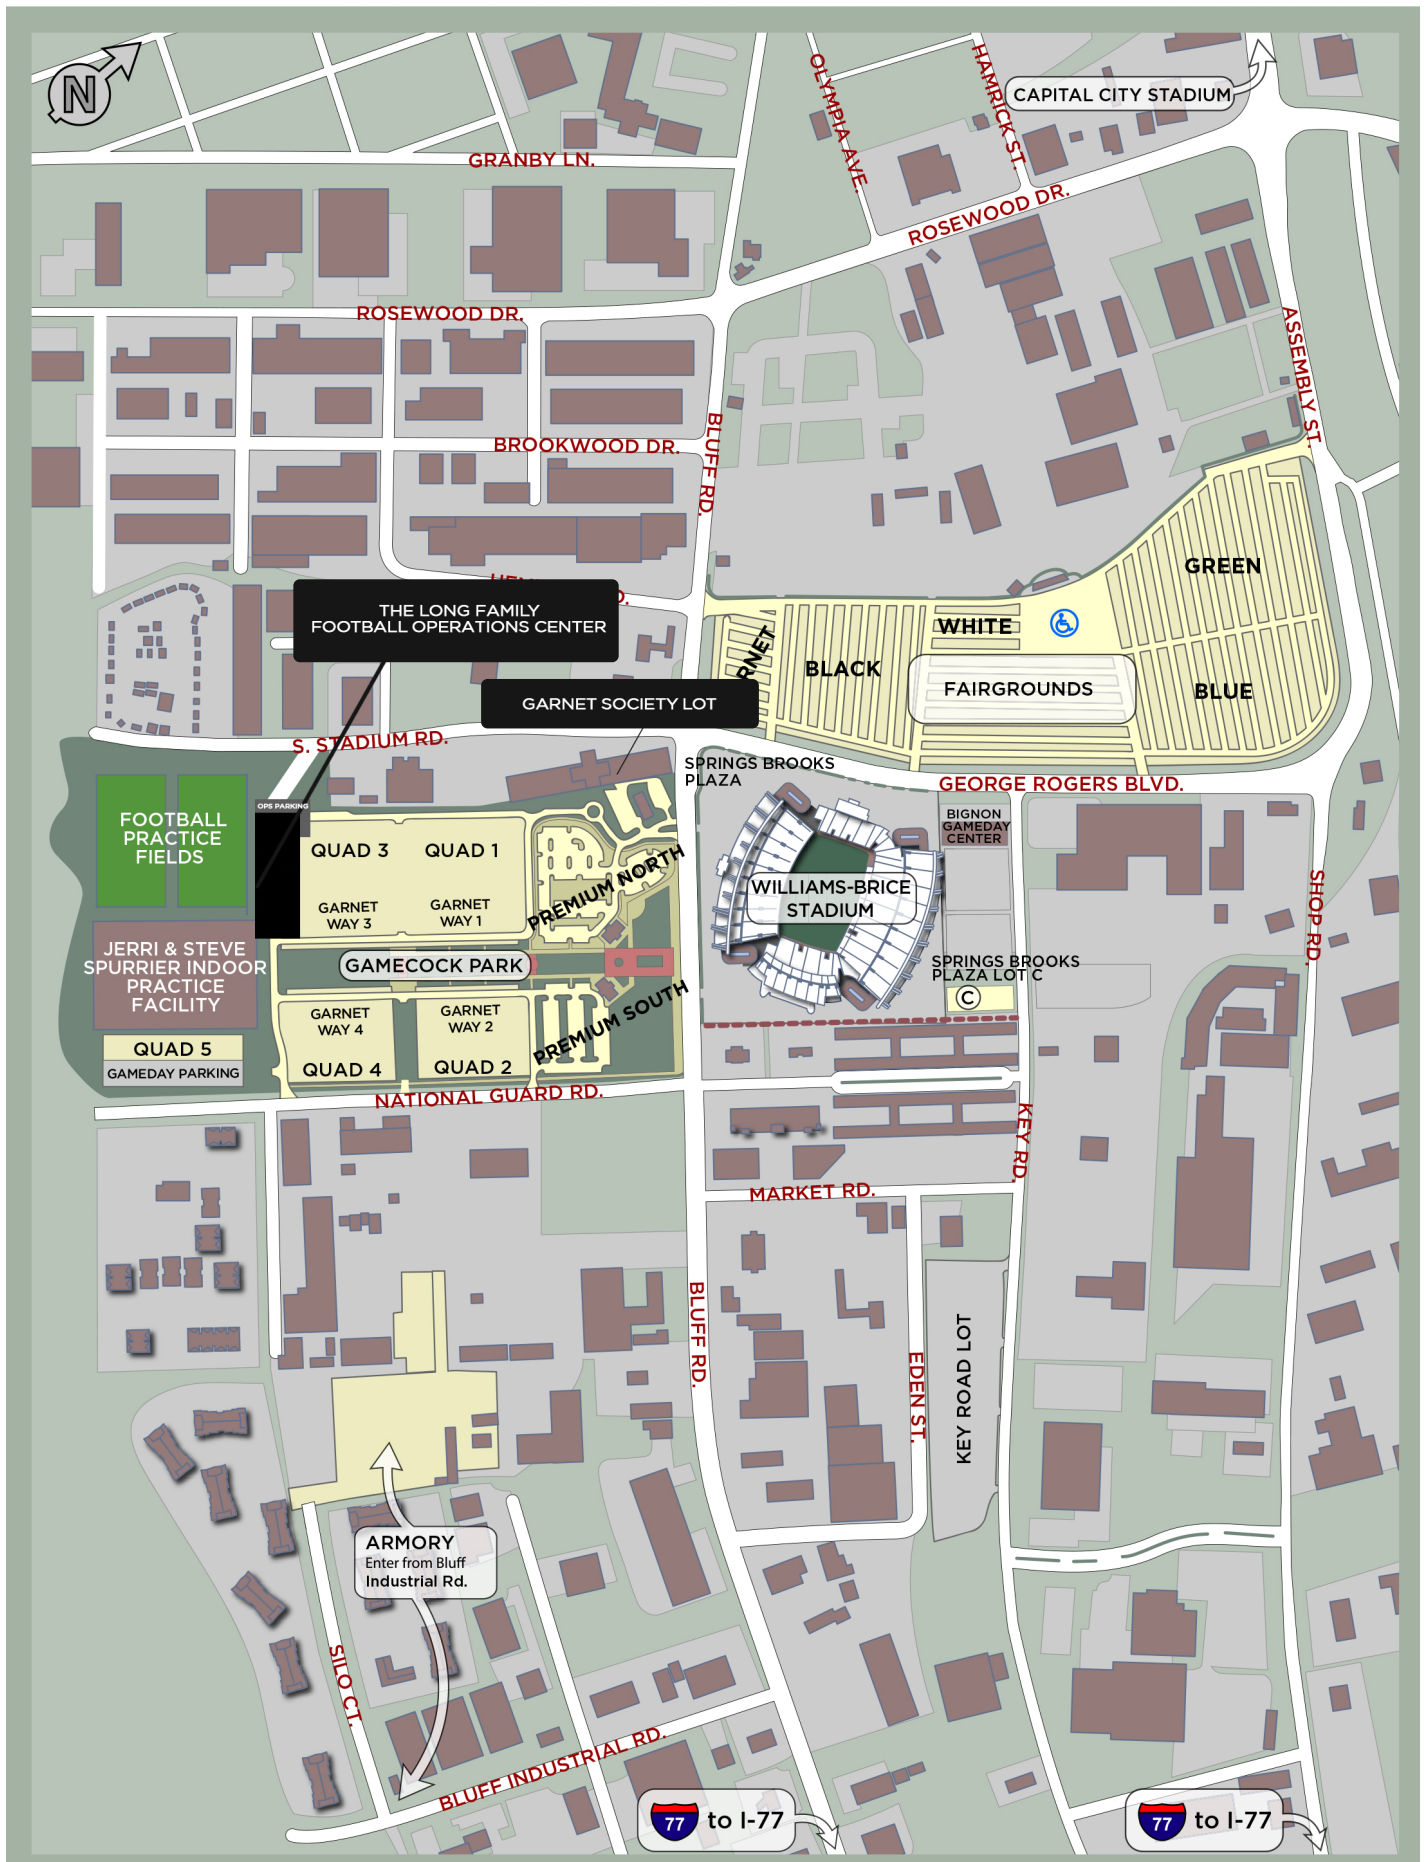 N
CAPITAL CITY STADIUM
OLYMPIA AVE.
HAMRICK ST.
GRANBY LN.
ROSEWOOD DR.
ROSEWOOD DR.
ASSEMBLY ST.
BROOKWOOD DR.
BLUFF RD.
THE LONG FAMILY
FOOTBALL OPERATIONS CENTER
GREEN
WHITE
BLACK
FAIRGROUNDS
BLUE
GARNET SOCIETY LOT
S. STADIUM RD.
SPRINGS BROOKS
PLAZA
GEORGE ROGERS BLVD.
OPS PARKING
FOOTBALL
PRACTICE
FIELDS
QUAD 3
QUAD 1
PREMIUM NORTH
GARNET
WAY 3
GARNET
WAY 1
BIGNON
GAMEDAY
CENTER
WILLIAMS-BRICE
STADIUM
SHOP RD.
JERRI & STEVE
SPURRIER INDOOR
PRACTICE
FACILITY
GAMECOCK PARK
SPRINGS BROOKS
PLAZA LOT C
C
GARNET
WAY 4
GARNET
WAY 2
PREMIUM SOUTH
QUAD 5
GAMEDAY PARKING
QUAD 4
QUAD 2
NATIONAL GUARD RD.
KEY RD.
MARKET RD.
BLUFF RD.
EDEN ST.
KEY ROAD LOT
ARMORY
Enter from Bluff
Industrial Rd.
SILO CT.
BLUFF INDUSTRIAL RD.
77 to I-77
77 to I-77